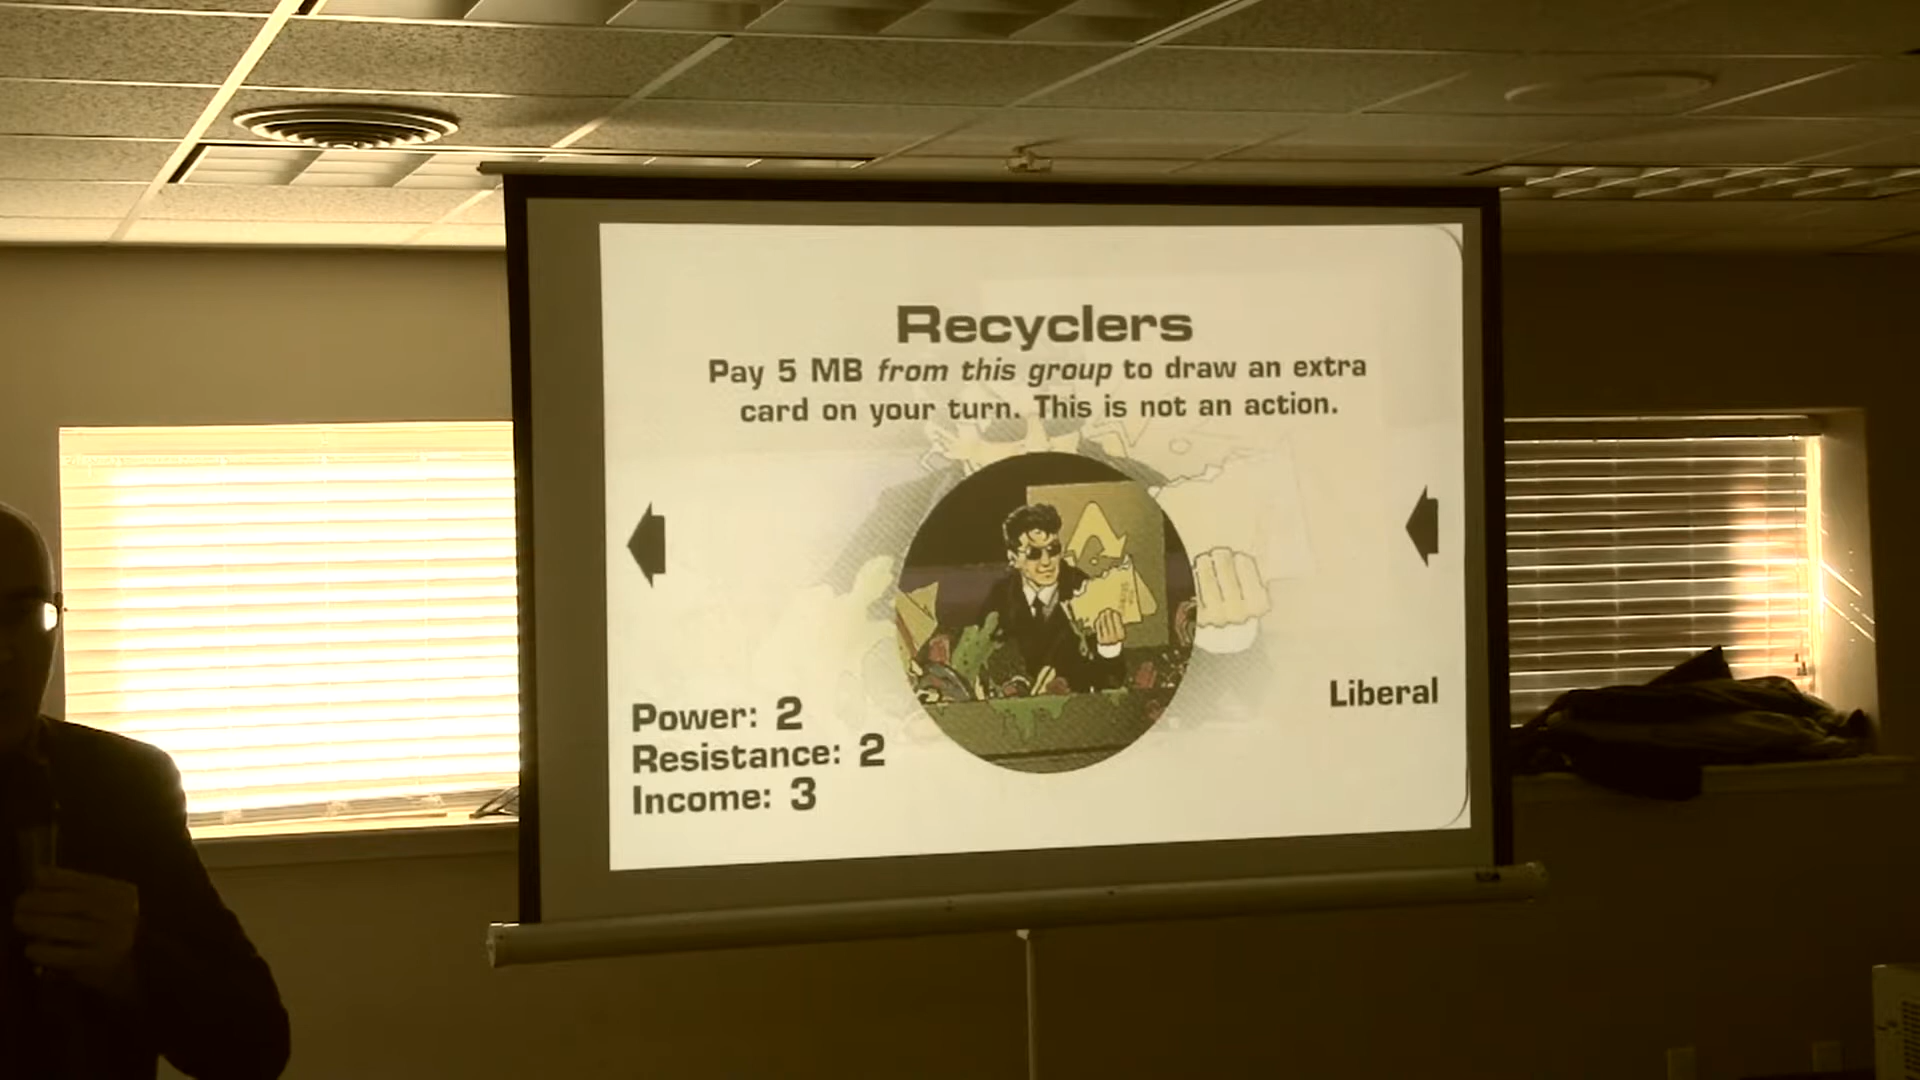 Recyclers
Pay 5 MB from this group to draw an extra
card on your turn. This is not an action.
Liberal
Power: 2
Resistance: 2
Income: 3